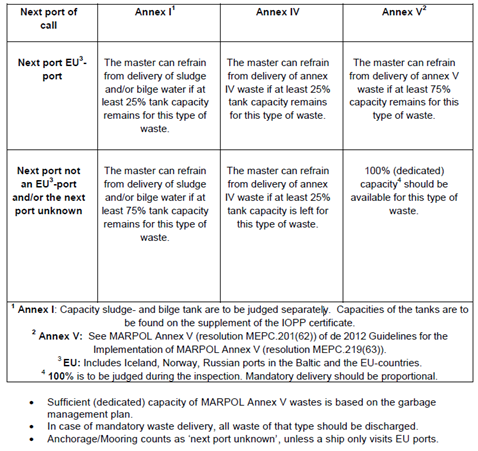 Next port of call
Annex I¹
Annex IV
Annex V²
Next port EU³-
port
The master can refrain
from delivery of sludge
and/or bilge water if at
least 25% tank capacity
remains for this type of
waste.
The master can refrain
from delivery of annex
IV waste if at least 25%
tank capacity remains
for this type of waste.
The master can refrain
from delivery of annex V
waste if at least 75%
capacity remains for this
type of waste.
Next port not
an EU³-port
and/or the next
port unknown
The master can refrain
from delivery of sludge
and/or bilge water if at
least 75% tank capacity
remains for this type of
waste.
The master can refrain
from delivery of annex
IV waste if at least 25%
tank capacity is left for
this type of waste.
100% (dedicated)
capacity⁴ should be
available for this type of
waste.
¹ Annex I: Capacity sludge- and bilge tank are to be judged separately. Capacities of the tanks are to
be found on the supplement of the IOPP certificate.
² Annex V: See MARPOL Annex V (resolution MEPC.201(62)) of de 2012 Guidelines for the
Implementation of MARPOL Annex V (resolution MEPC.219(63)).
³ EU: Includes Iceland, Norway, Russian ports in the Baltic and the EU-countries.
⁴ 100% is to be judged during the inspection. Mandatory delivery should be proportional.
• Sufficient (dedicated) capacity of MARPOL Annex V wastes is based on the garbage
management plan.
• In case of mandatory waste delivery, all waste of that type should be discharged.
• Anchorage/Mooring counts as 'next port unknown', unless a ship only visits EU ports.